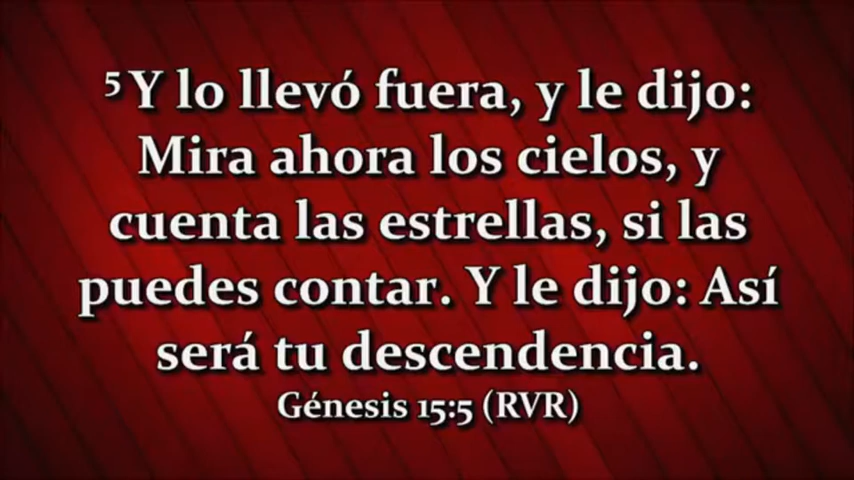 ⁵ Y lo llevó fuera, y le dijo:
Mira ahora los cielos, y
cuenta las estrellas, si las
puedes contar. Y le dijo: Así
será tu descendencia.
Génesis 15:5 (RVR)